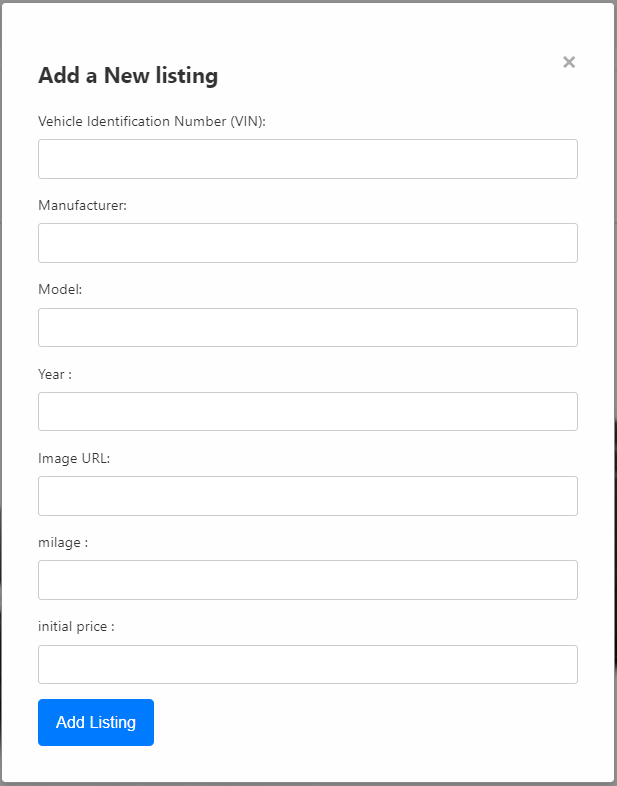 ×
Add a New listing
Vehicle Identification Number (VIN):
Manufacturer:
Model:
Year :
Image URL:
milage :
initial price :
Add Listing